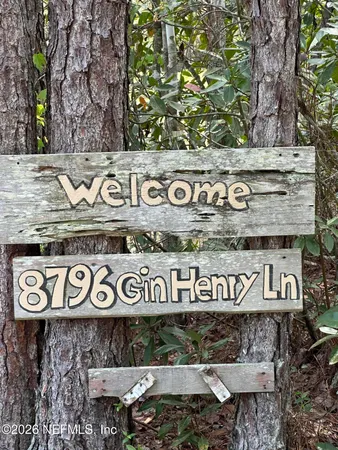 Welcome
8796 Gin Henry Ln
©2026 NEFMLS, Inc